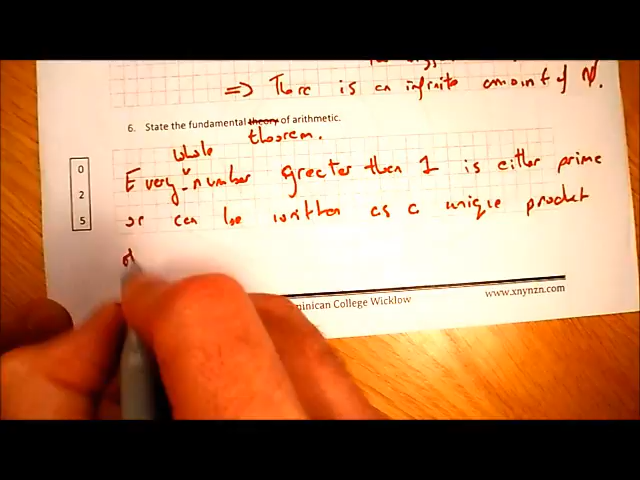 => There is an infinite amount of N.
6. State the fundamental theory of arithmetic.
theorem.
whole
Every number greater than 1 is either prime
or can be written as a unique product
of
0
2
5
minican College Wicklow
www.xnynzn.com